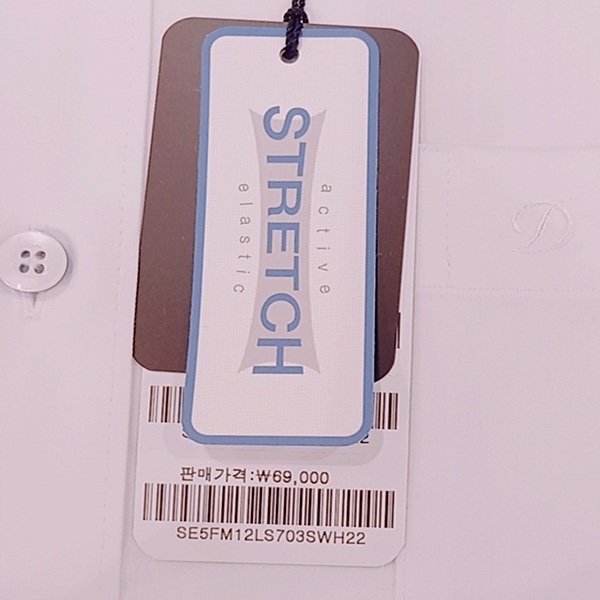 active
STRETCH
elastic
판매가격:₩69,000
SE5FM12LS703SWH22
D